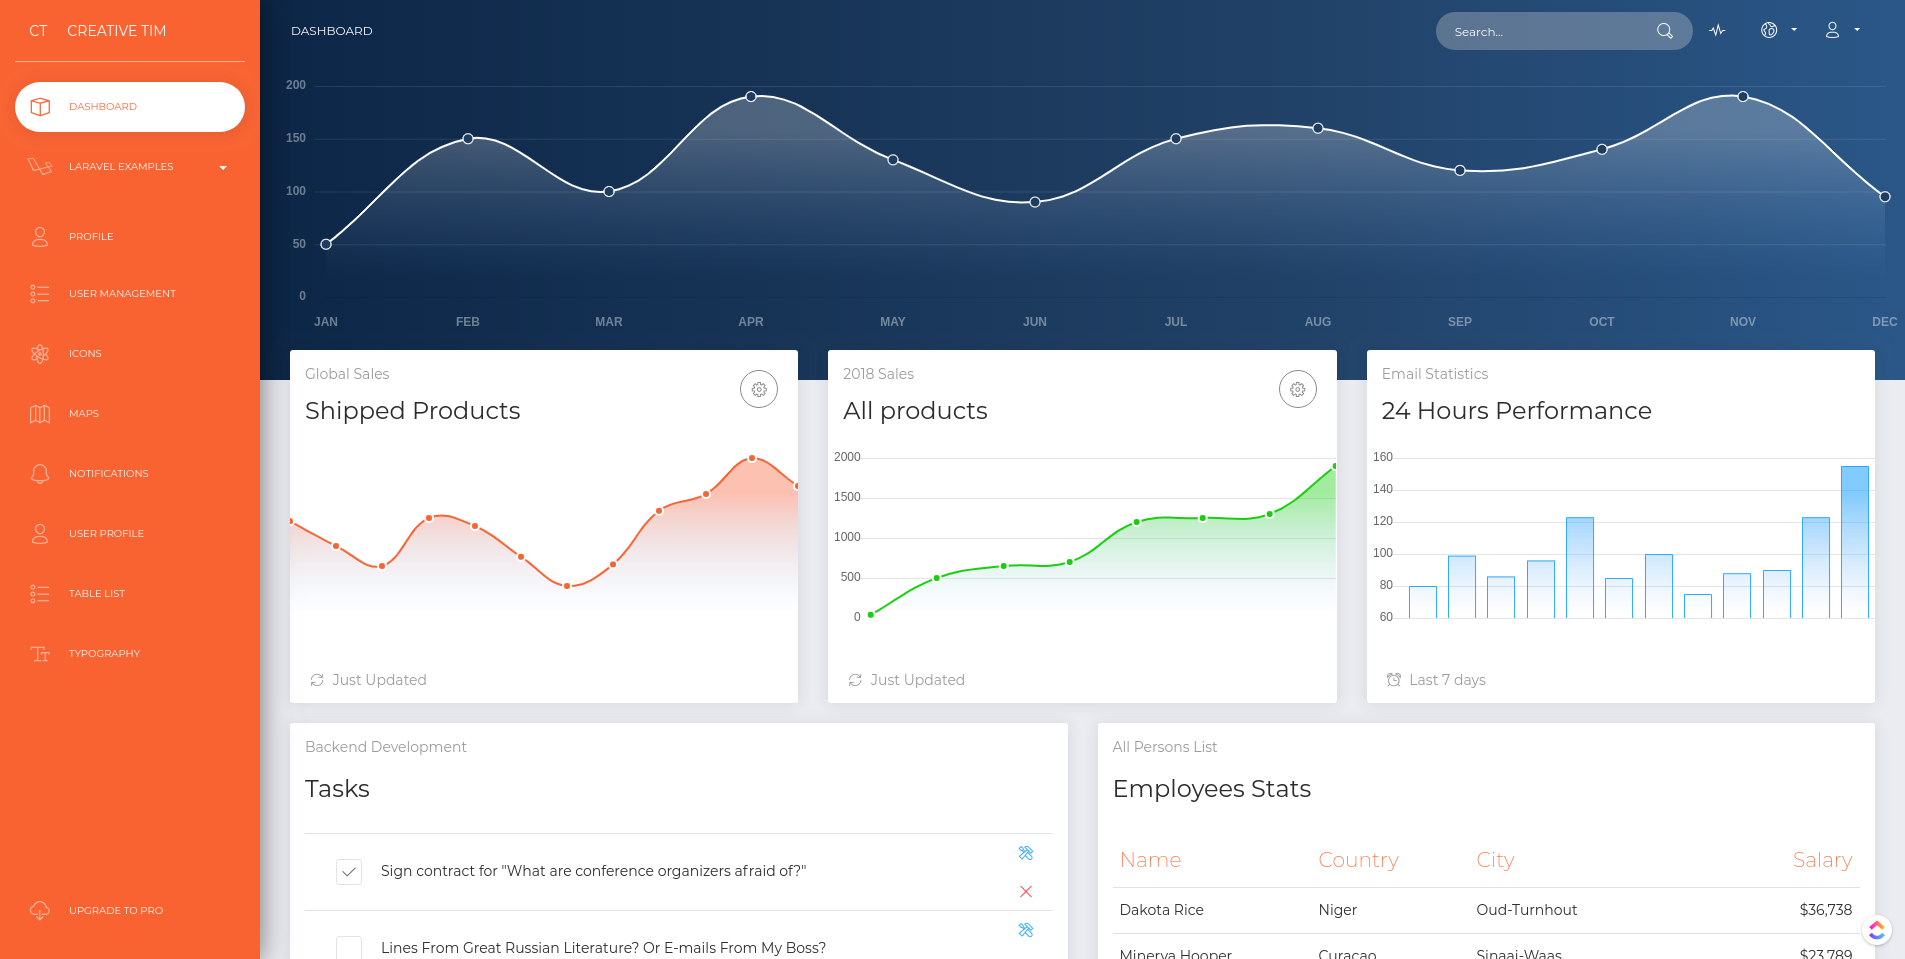 CT CREATIVE TIM
DASHBOARD
LARAVEL EXAMPLES
PROFILE
USER MANAGEMENT
ICONS
MAPS
NOTIFICATIONS
USER PROFILE
TABLE LIST
TYPOGRAPHY
UPGRADE TO PRO
DASHBOARD
Search...
200
150
100
50
0
JAN FEB MAR APR MAY JUN JUL AUG SEP OCT NOV DEC
Global Sales
Shipped Products
Just Updated
2018 Sales
All products
2000
1500
1000
500
0
Just Updated
Email Statistics
24 Hours Performance
160
140
120
100
80
60
Last 7 days
Backend Development
Tasks
Sign contract for "What are conference organizers afraid of?"
Lines From Great Russian Literature? Or E-mails From My Boss?
All Persons List
Employees Stats
Name Country City Salary
Dakota Rice Niger Oud-Turnhout $36,738
Minerva Hooper Curaçao Sinaai-Waas $23,789